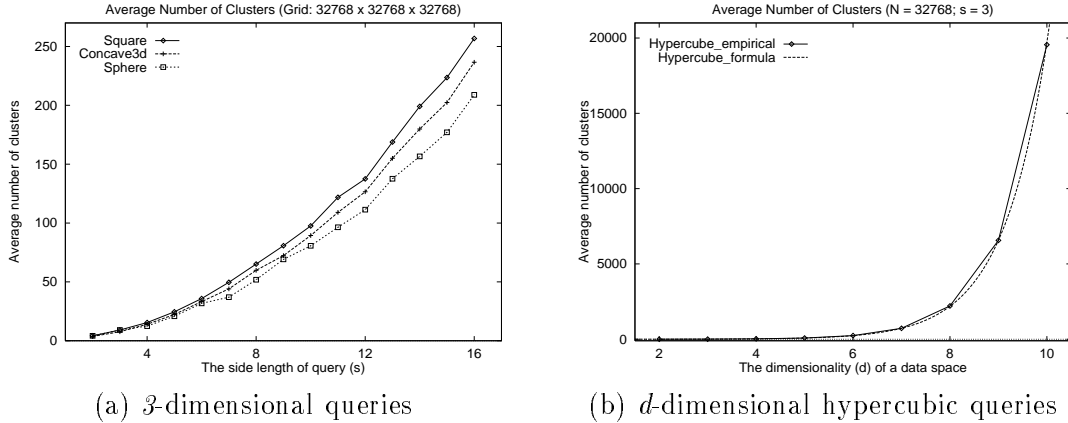 Average Number of Clusters (Grid: 32768 x 32768 x 32768)
Square
Concave3d
Sphere
250
200
150
100
50
0
Average number of clusters
4
8
12
16
The side length of query (s)
(a) 3-dimensional queries
Average Number of Clusters (N = 32768; s = 3)
Hypercube_empirical
Hypercube_formula
20000
15000
10000
5000
0
Average number of clusters
2
4
6
8
10
The dimensionality (d) of a data space
(b) d-dimensional hypercubic queries